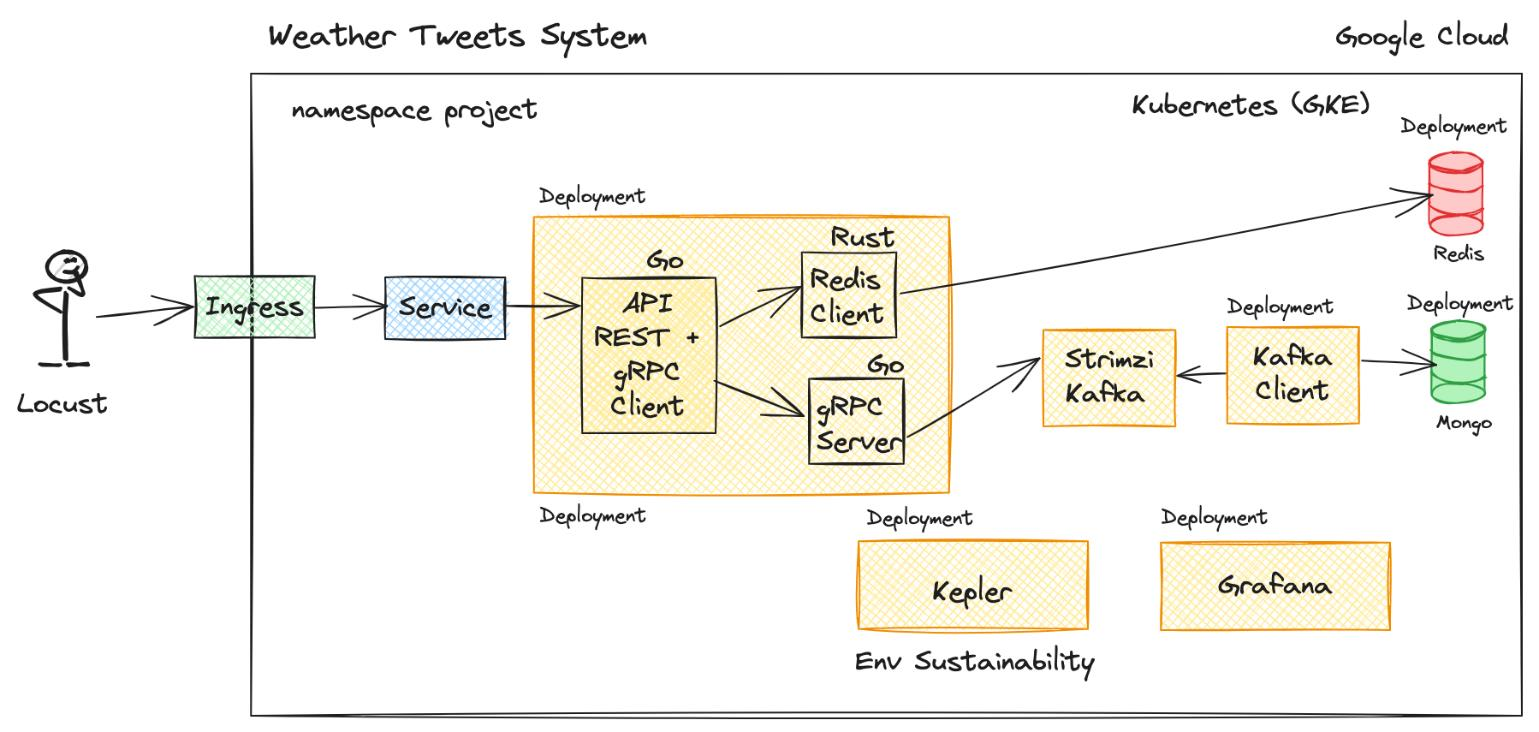 Weather Tweets System
Google Cloud
namespace project
Kubernetes (GKE)
Deployment
Redis
Deployment
Go
API
REST +
gRPC
Client
Rust
Redis
Client
Go
gRPC
Server
Deployment
Locust
Ingress
Service
Strimzi
Kafka
Deployment
Kafka
Client
Deployment
Mongo
Deployment
Kepler
Env Sustainability
Deployment
Grafana